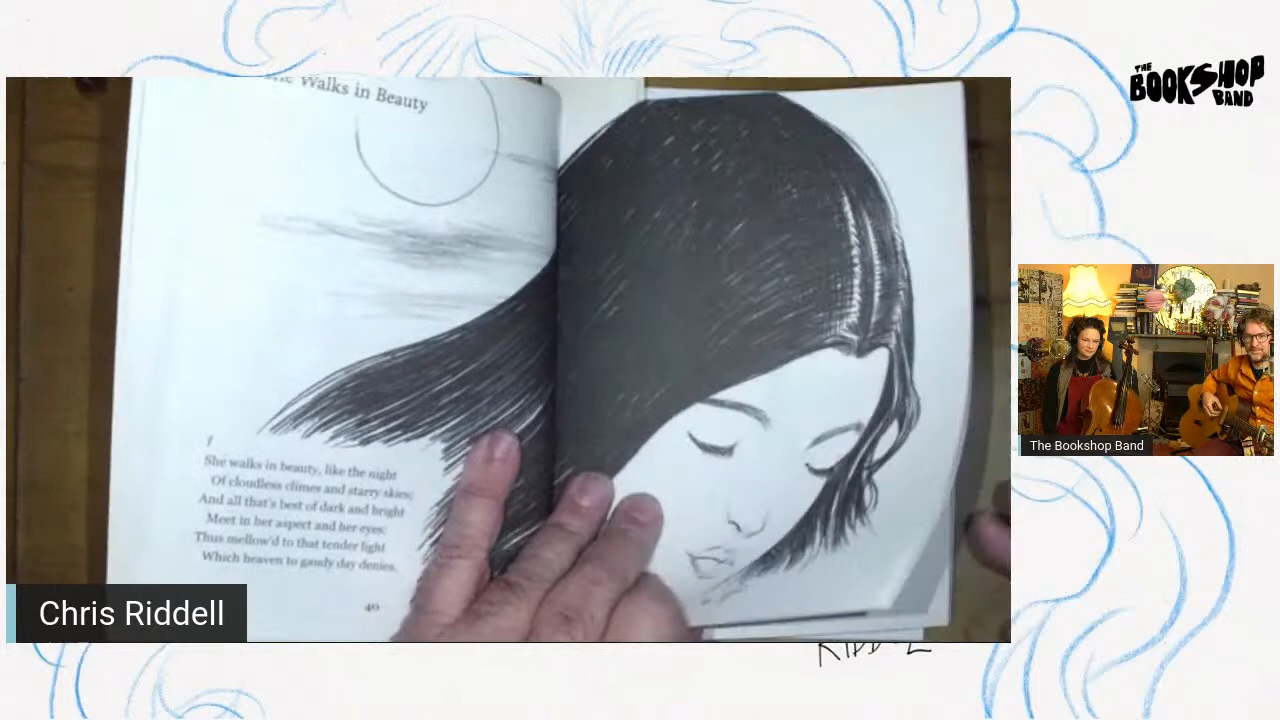 Walks in Beauty
THE
BOOKSHOP
BAND
I
She walks in beauty, like the night
Of cloudless climes and starry skies;
And all that's best of dark and bright
Meet in her aspect and her eyes:
Thus mellow'd to that tender light
Which heaven to gaudy day denies.
40
The Bookshop Band
Chris Riddell